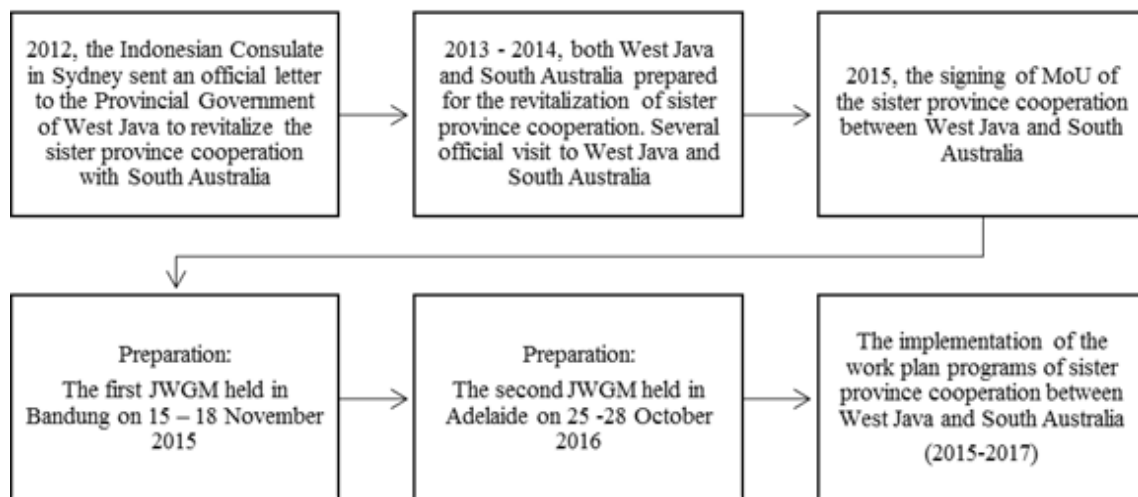 2012, the Indonesian Consulate
in Sydney sent an official letter
to the Provincial Government
of West Java to revitalize the
sister province cooperation
with South Australia
2013 - 2014, both West Java
and South Australia prepared
for the revitalization of sister
province cooperation. Several
official visit to West Java and
South Australia
2015, the signing of MoU of
the sister province cooperation
between West Java and South
Australia
Preparation:
The first JWGM held in
Bandung on 15 – 18 November
2015
Preparation:
The second JWGM held in
Adelaide on 25 -28 October
2016
The implementation of the
work plan programs of sister
province cooperation between
West Java and South Australia
(2015-2017)